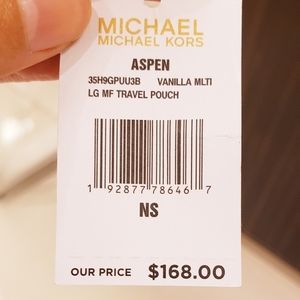 MICHAEL
MICHAEL KORS
ASPEN
35H9GPUU3B VANILLA MLTI
LG MF TRAVEL POUCH
1 92877 78646 7
NS
OUR PRICE $168.00